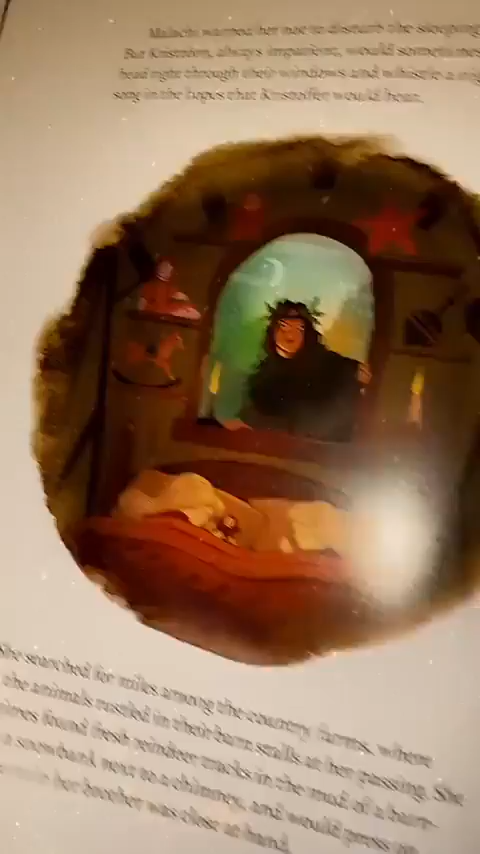 Malachi warned her not to disturb the sleeping
But Kristofen, always impatient, would sometimes
head right through their windows and whistle a
song in the hopes that Kristoffer would hear.
She searched for miles among the country farms, where
the animals rustled in their barn stalls at her passing. She
found fresh reindeer tracks in the mud of a barn-
a snowbank next to a chimney, and would press on
her brother was close at hand.